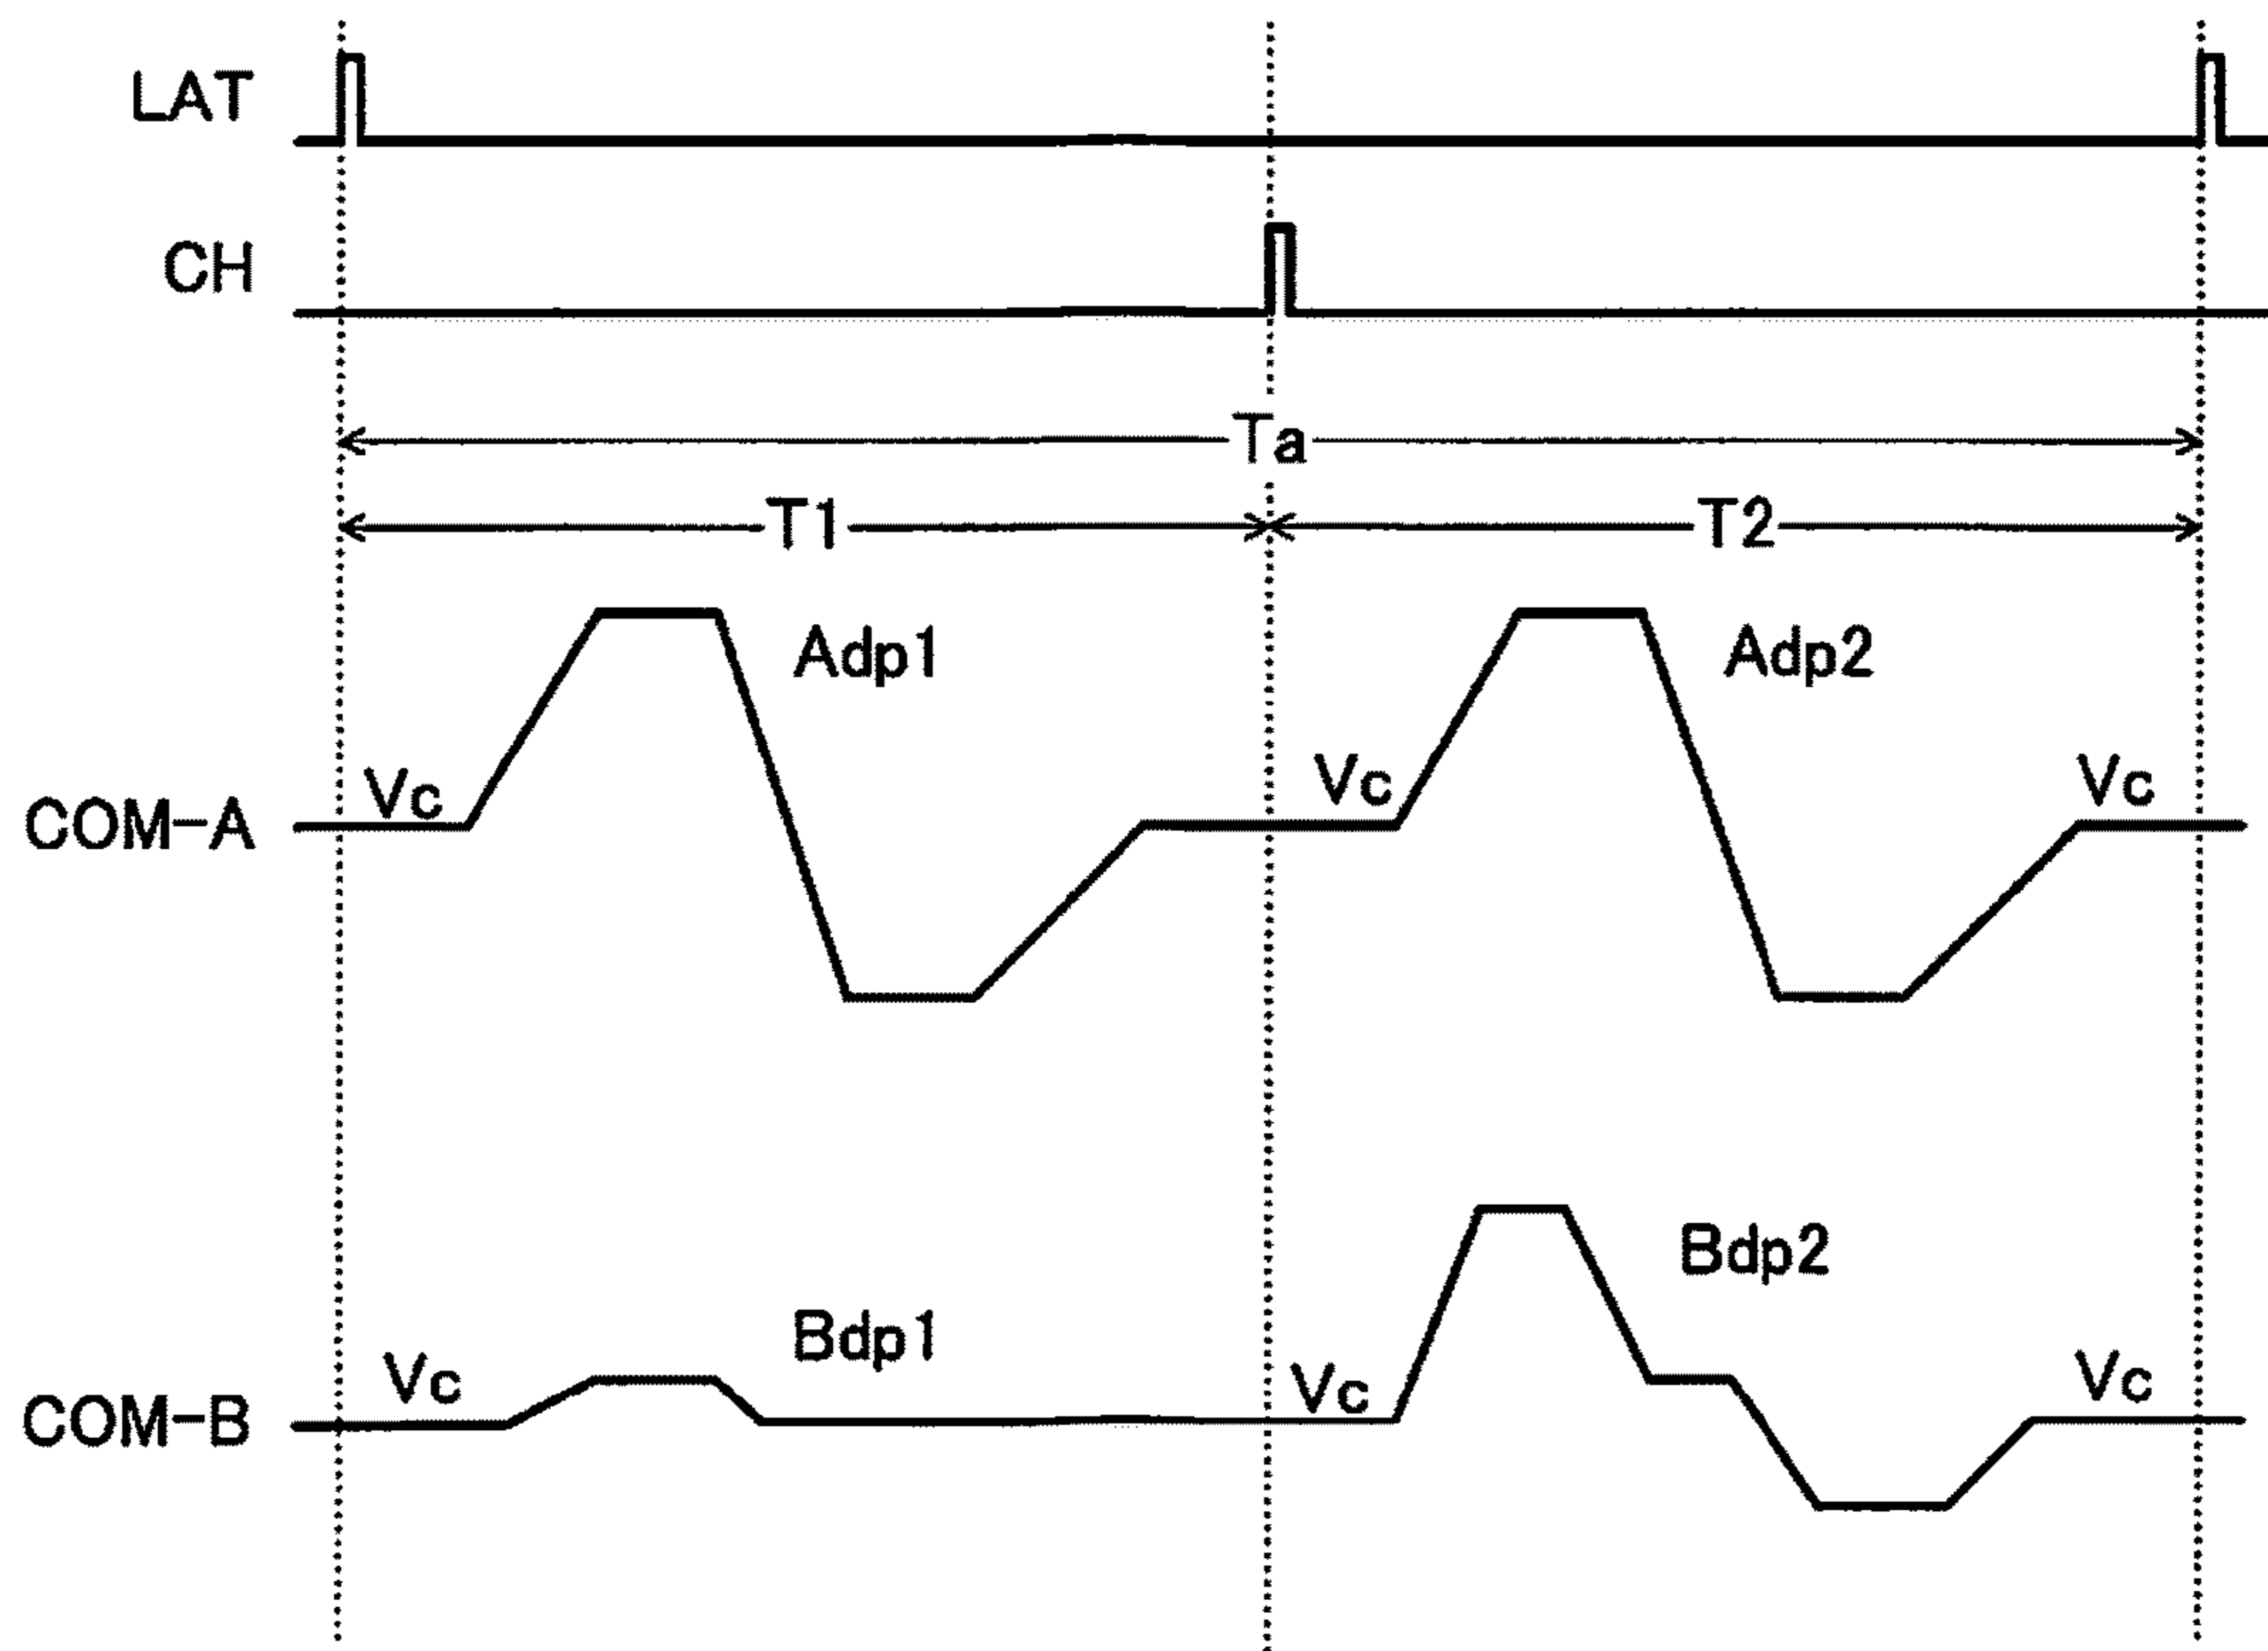 LAT
CH
Ta
T1 T2
Adp1 Adp2
COM-A Vc Vc Vc
Bdp2
Bdp1
COM-B Vc Vc Vc